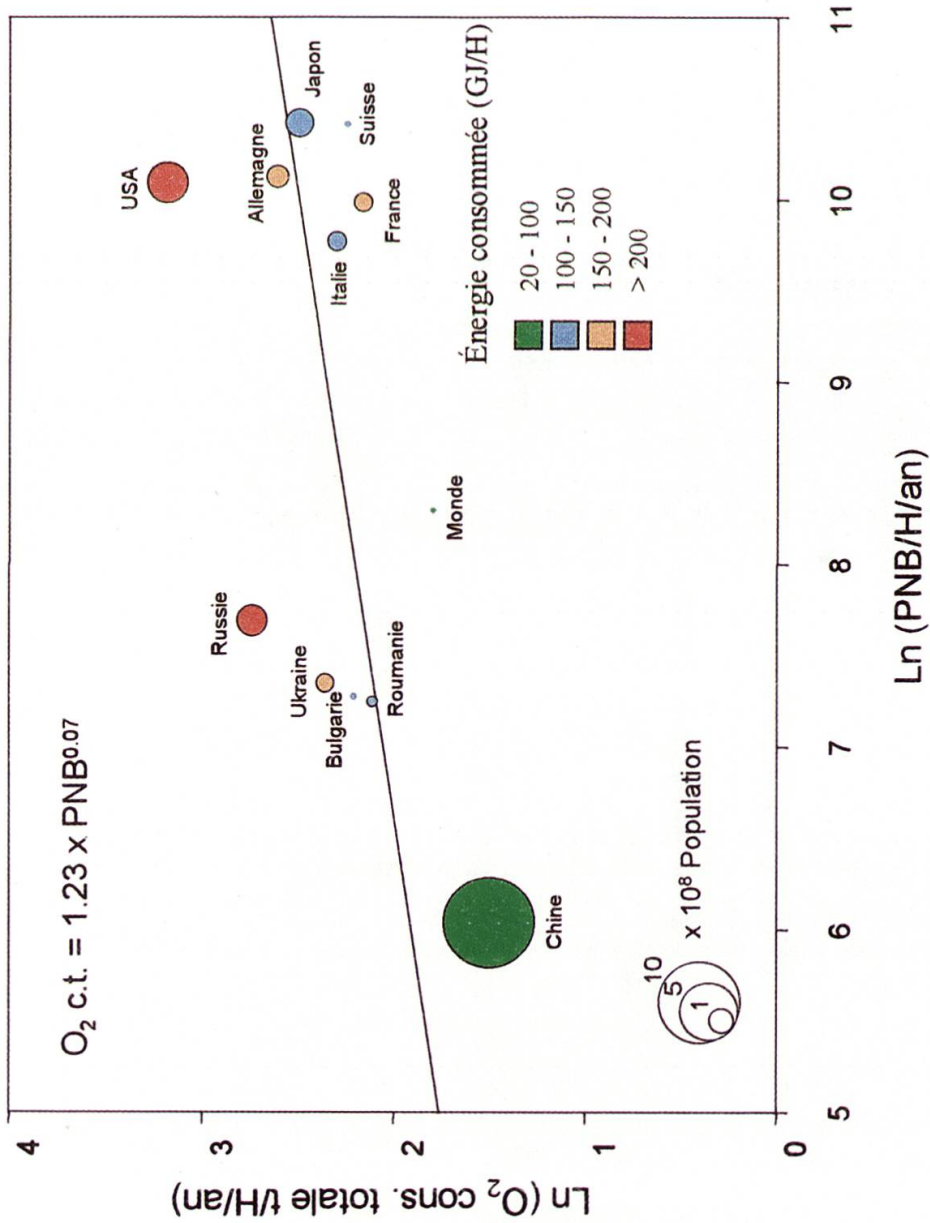 O₂ c.t. = 1.23 x PNB⁰·⁰⁷
4
3
2
1
0
Ln (O₂ cons. totale t/H/an)
USA
Russie
Allemagne
Japon
Ukraine
Italie
Suisse
Bulgarie
France
Roumanie
Monde
Chine
Énergie consommée (GJ/H)
20 - 100
100 - 150
150 - 200
> 200
10
5
1
x 10⁸ Population
5
6
7
8
9
10
11
Ln (PNB/H/an)